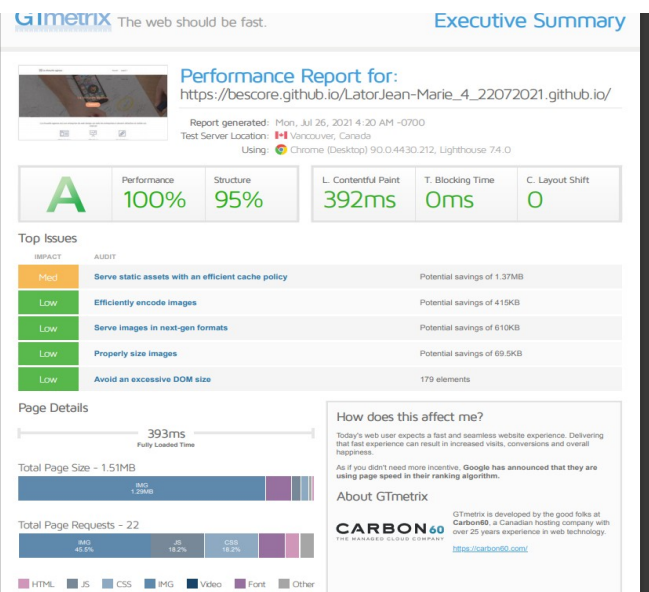 GTmetrix The web should be fast.
Executive Summary
Performance Report for:
https://bescore.github.io/LatorJean-Marie_4_22072021.github.io/
Report generated: Mon, Jul 26, 2021 4:20 AM -0700
Test Server Location: Vancouver, Canada
Using: Chrome (Desktop) 90.0.4430.212, Lighthouse 7.4.0
A
Performance
100%
Structure
95%
L. Contentful Paint
392ms
T. Blocking Time
0ms
C. Layout Shift
0
Top Issues
IMPACT AUDIT
Med Serve static assets with an efficient cache policy Potential savings of 1.37MB
Low Efficiently encode images Potential savings of 415KB
Low Serve images in next-gen formats Potential savings of 610KB
Low Properly size images Potential savings of 69.5KB
Low Avoid an excessive DOM size 179 elements
Page Details
393ms
Fully Loaded Time
Total Page Size - 1.51MB
IMG
1.29MB
Total Page Requests - 22
IMG
45.5%
JS
18.2%
CSS
18.2%
HTML JS CSS IMG Video Font Other
How does this affect me?
Today's web user expects a fast and seamless website experience. Delivering
that fast experience can result in increased visits, conversions and overall
happiness.
As if you didn't need more incentive, Google has announced that they are
using page speed in their ranking algorithm.
About GTmetrix
CARBON60
THE MANAGED CLOUD COMPANY
GTmetrix is developed by the good folks at
Carbon60, a Canadian hosting company with
over 25 years experience in web technology.
https://carbon60.com/